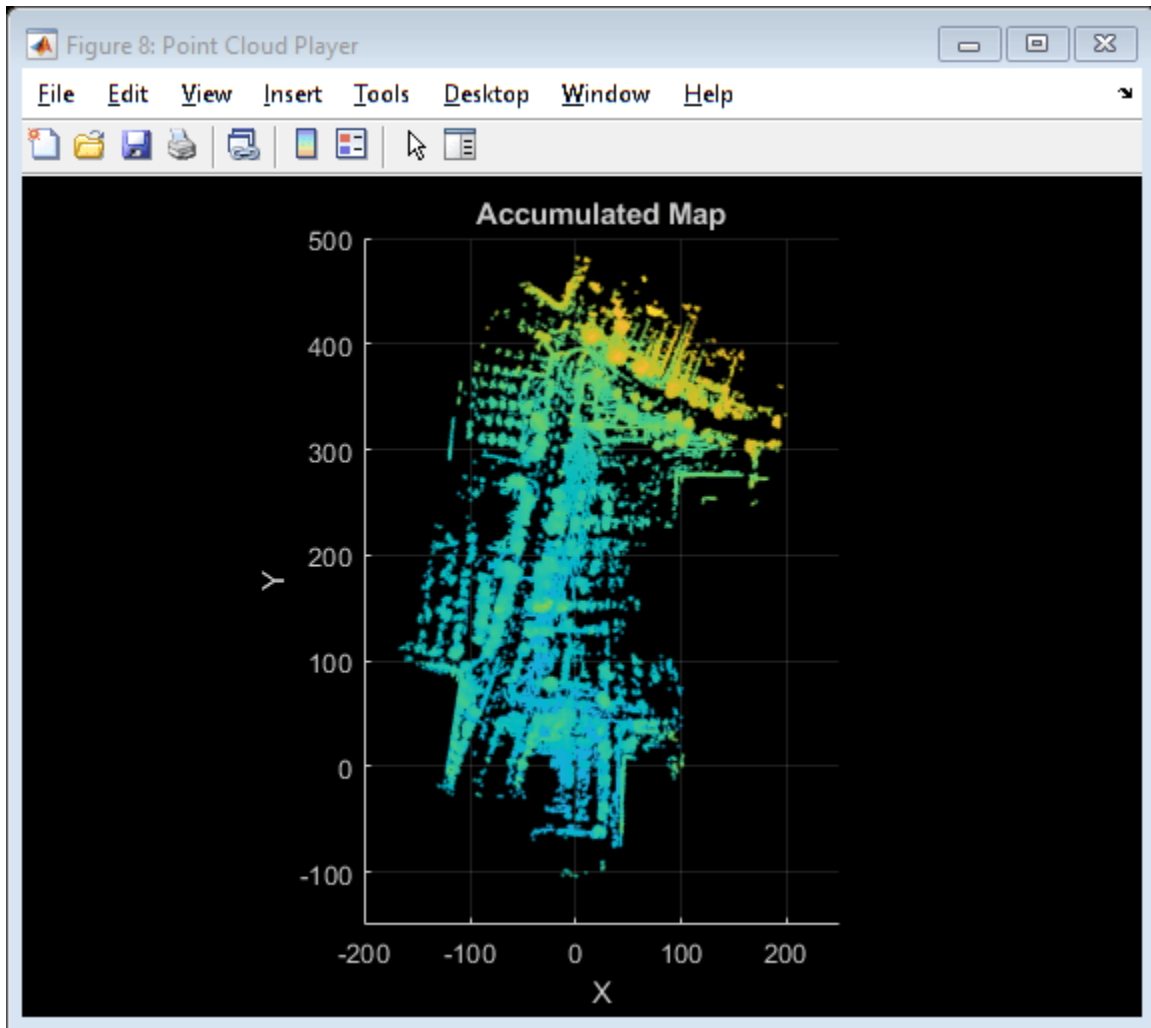 Figure 8: Point Cloud Player
File Edit View Insert Tools Desktop Window Help
Accumulated Map
500
400
300
200
100
0
-100
Y
-200 -100 0 100 200
X